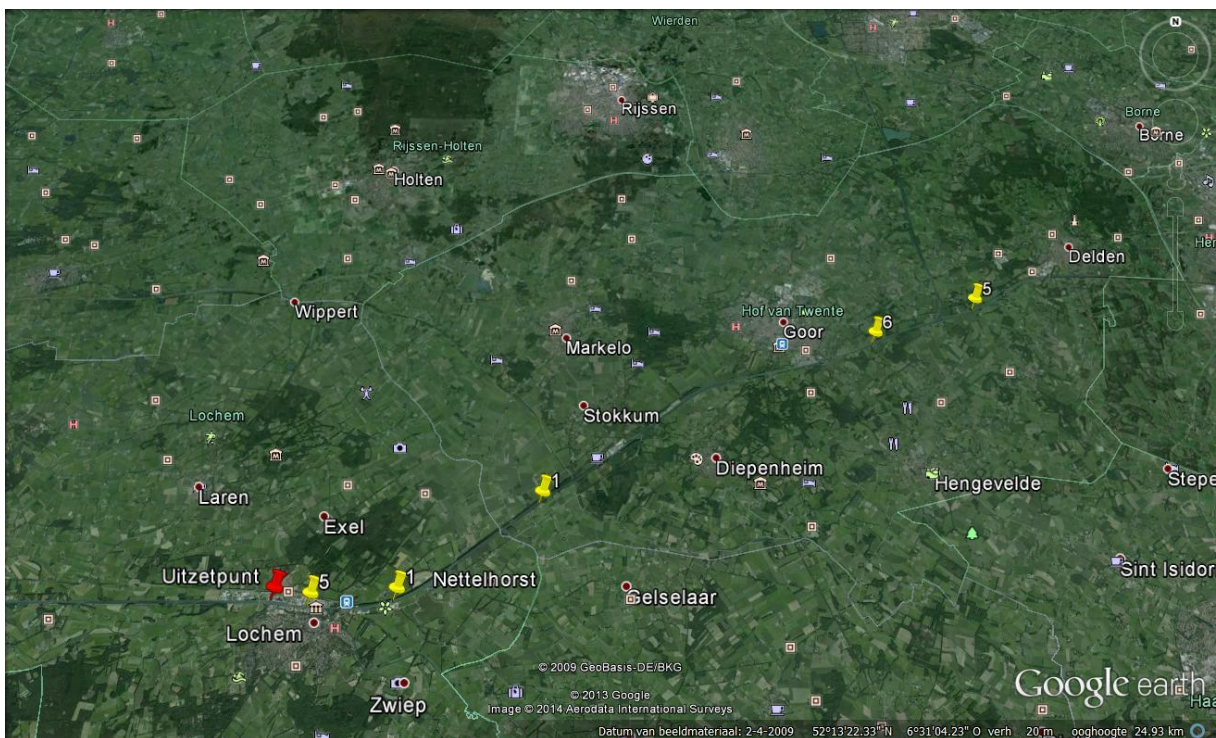 Wierden
Rijssen
Borne
Borne
Rijssen-Holten
Holten
Delden
Wippert
5
Hof van Twente
6
Goor
Markelo
Lochem
Stokkum
Diepenheim
Stepe
Hengevelde
1
Laren
Exel
Sint Isidor
Uitzetpunt
5
1
Nettelhorst
Gelselaar
Lochem
Zwiep
© 2009 GeoBasis-DE/BKG
© 2013 Google
Image © 2014 Aerodata International Surveys
Google earth
Haa
Datum van beeldmateriaal: 2-4-2009 52°13'22.33" N 6°31'04.23" O verh 20 m ooghoogte 24.93 km
N